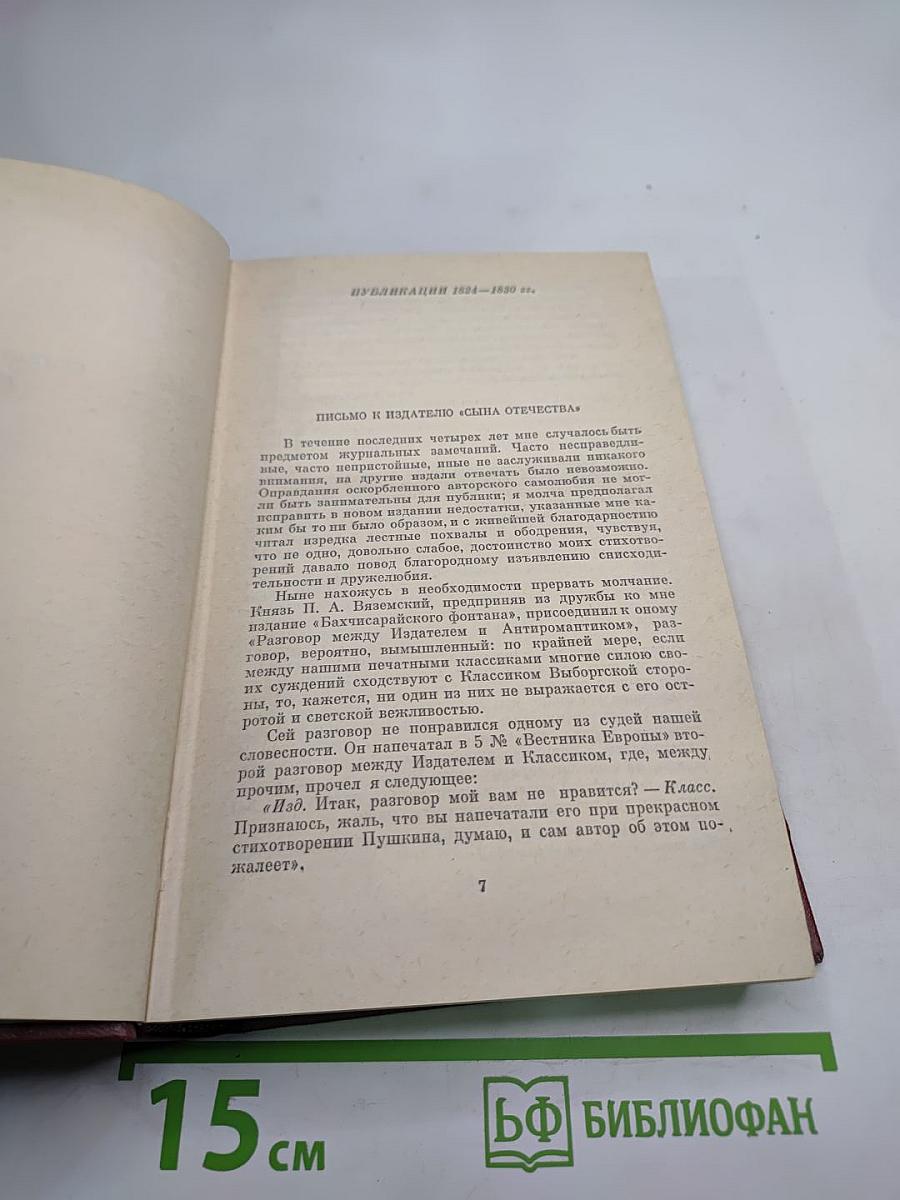 ПУБЛИКАЦИИ 1824—1830 гг.
ПИСЬМО К ИЗДАТЕЛЮ «СЫНА ОТЕЧЕСТВА»
В течение последних четырех лет мне случалось быть
предметом журнальных замечаний. Часто несправедли-
вые, часто непристойные, иные не заслуживали никакого
внимания, на другие издали отвечать было невозможно.
Оправдания оскорбленного авторского самолюбия не мог-
ли быть занимательны для публики; я молча предполагал
исправить в новом издании недостатки, указанные мне ка-
ким бы то ни было образом, и с живейшей благодарностию
читал изредка лестные похвалы и ободрения, чувствуя,
что не одно, довольно слабое, достоинство моих стихотво-
рений давало повод благородному изъявлению снисходи-
тельности и дружелюбия.
Ныне нахожусь в необходимости прервать молчание.
Князь П. А. Вяземский, предприняв из дружбы ко мне
издание «Бахчисарайского фонтана», присоединил к оному
«Разговор между Издателем и Антиромантиком», раз-
говор, вероятно, вымышленный: по крайней мере, если
между нашими печатными классиками многие силою сво-
их суждений сходствуют с Классиком Выборгской сторо-
ны, то, кажется, ни один из них не выражается с его ост-
ротой и светской вежливостью.
Сей разговор не понравился одному из судей нашей
словесности. Он напечатал в 5 № «Вестника Европы» вто-
рой разговор между Издателем и Классиком, где, между
прочим, прочел я следующее:
«Изд. Итак, разговор мой вам не нравится? — Класс.
Признаюсь, жаль, что вы напечатали его при прекрасном
стихотворении Пушкина, думаю, и сам автор об этом по-
жалеет».
7
15 см
БФ БИБЛИОФАН